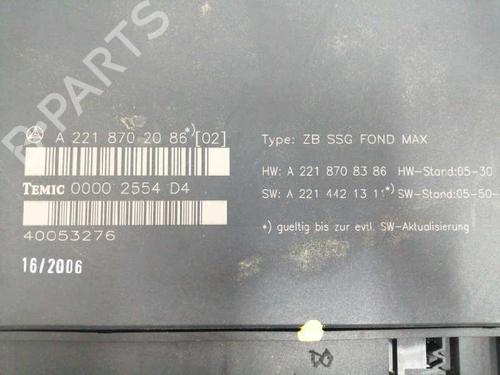 B-PARTS
A 221 870 20 86*)[02]
TEMIC 0000 2554 D4
40053276
16/2006
Type: ZB SSG FOND MAX
HW: A 221 870 83 86 HW-Stand:05-30
SW: A 221 442 13 11*) SW-Stand:05-50
*) gueltig bis zur evtl. SW-Aktualisierung